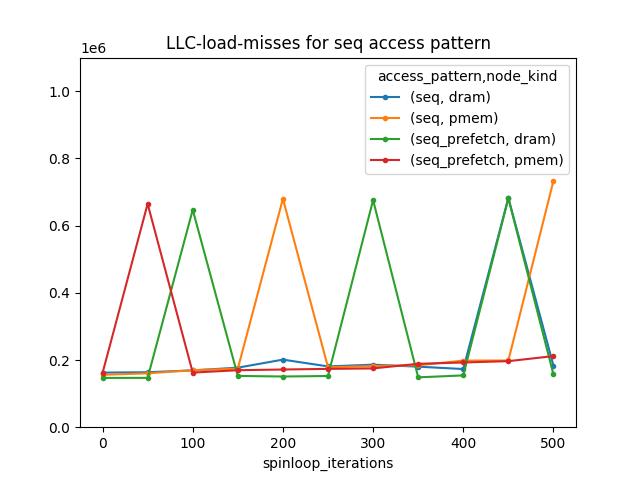 LLC-load-misses for seq access pattern
1e6
access_pattern,node_kind
(seq, dram)
(seq, pmem)
(seq_prefetch, dram)
(seq_prefetch, pmem)
1.0
0.8
0.6
0.4
0.2
0.0
0 100 200 300 400 500
spinloop_iterations